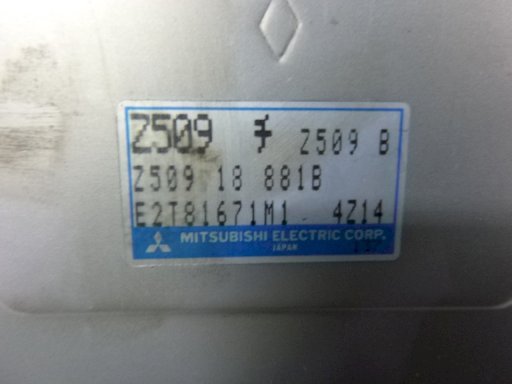 Z509 チ Z509 B
Z509 18 881B
E2T81671M1 4Z14
MITSUBISHI ELECTRIC CORP.
JAPAN